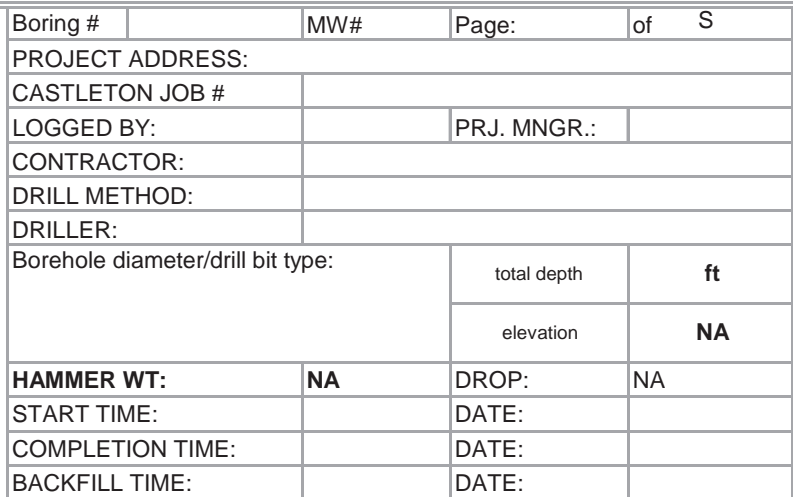 Boring # MW# Page: of S
PROJECT ADDRESS:
CASTLETON JOB #
LOGGED BY: PRJ. MNGR.:
CONTRACTOR:
DRILL METHOD:
DRILLER:
Borehole diameter/drill bit type: total depth ft
elevation NA
HAMMER WT: NA DROP: NA
START TIME: DATE:
COMPLETION TIME: DATE:
BACKFILL TIME: DATE: